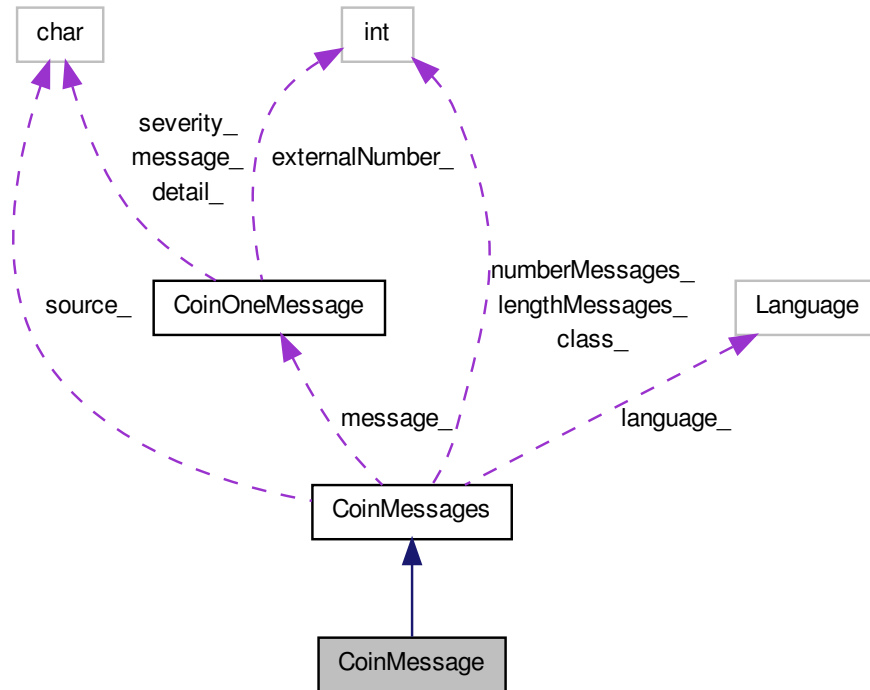 char
int
severity_
message_
detail_
externalNumber_
source_
CoinOneMessage
numberMessages_
lengthMessages_
class_
Language
message_
language_
CoinMessages
CoinMessage